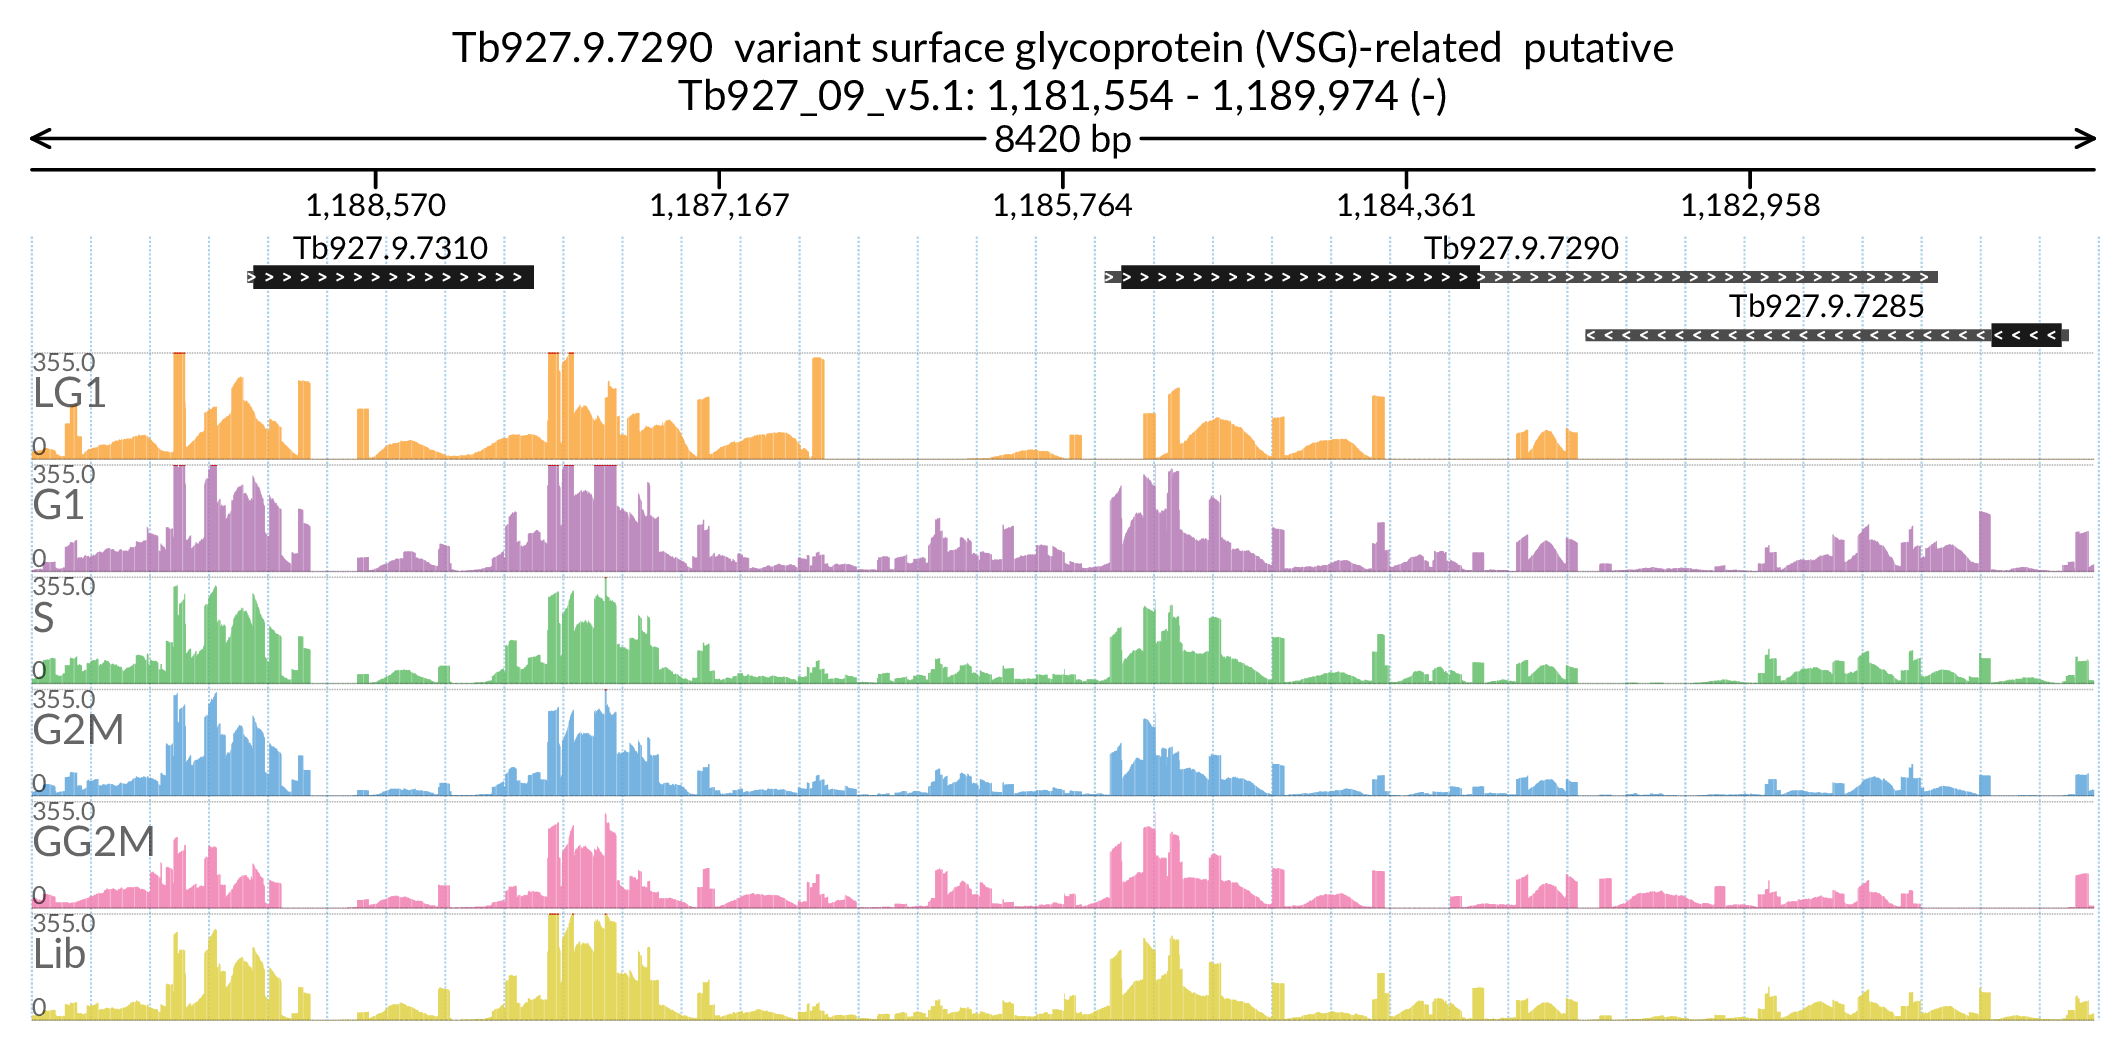 Tb927.9.7290 variant surface glycoprotein (VSG)-related putative
Tb927_09_v5.1: 1,181,554 - 1,189,974 (-)
8420 bp
1,188,570 1,187,167 1,185,764 1,184,361 1,182,958
Tb927.9.7310 Tb927.9.7290
Tb927.9.7285
355.0
LG1
0
355.0
G1
0
355.0
S
0
355.0
G2M
0
355.0
GG2M
0
355.0
Lib
0